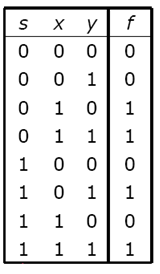 s x y f
0 0 0 0
0 0 1 0
0 1 0 1
0 1 1 1
1 0 0 0
1 0 1 1
1 1 0 0
1 1 1 1